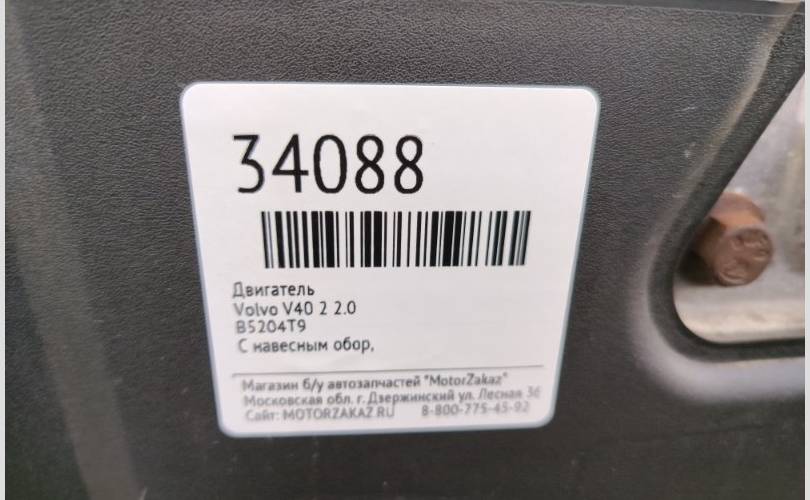 34088
Двигатель
Volvo V40 2 2.0
B5204T9
С навесным обор,
Магазин б/у автозапчастей "MotorZakaz"
Московская обл. г. Дзержинский ул. Лесная 36
Сайт: MOTORZAKAZ.RU 8-800-775-45-92